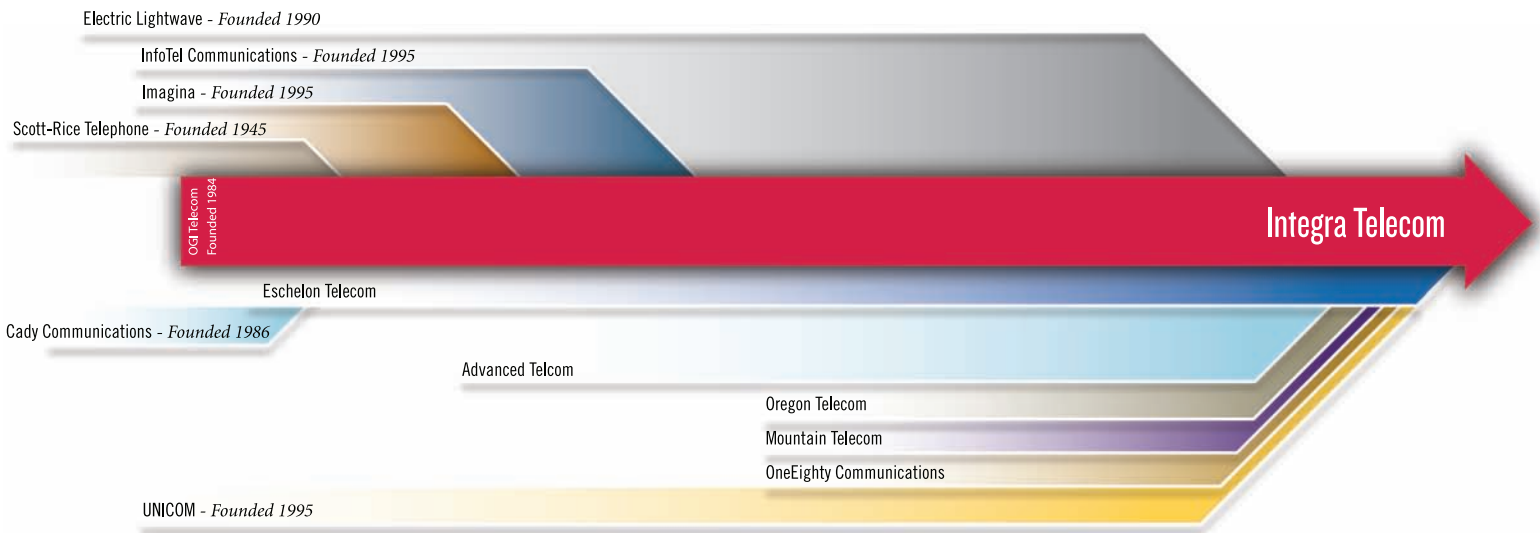 Electric Lightwave - Founded 1990
InfoTel Communications - Founded 1995
Imagina - Founded 1995
Scott-Rice Telephone - Founded 1945
OGI Telecom
Founded 1984
Integra Telecom
Eschelon Telecom
Cady Communications - Founded 1986
Advanced Telcom
Oregon Telecom
Mountain Telecom
OneEighty Communications
UNICOM - Founded 1995